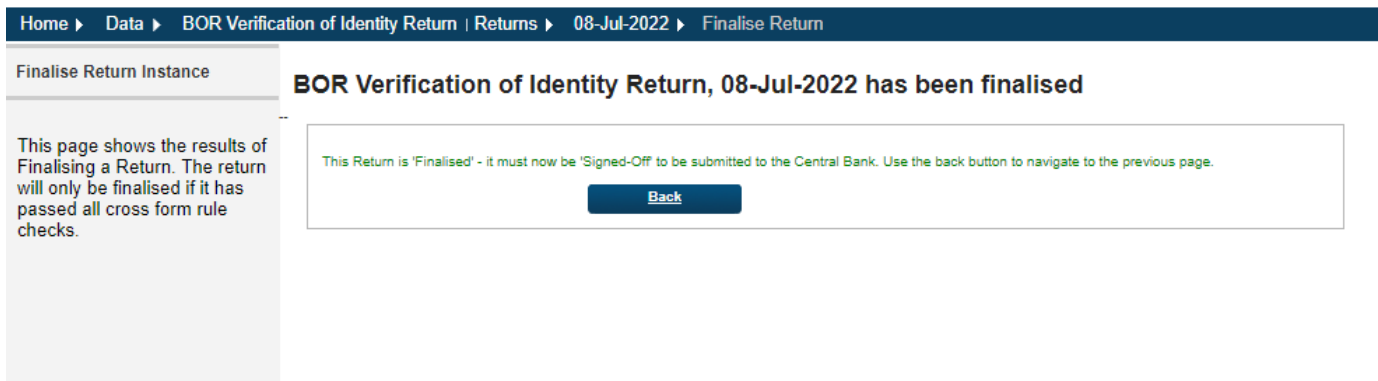 Home ▸ Data ▸ BOR Verification of Identity Return | Returns ▸ 08-Jul-2022 ▸ Finalise Return
Finalise Return Instance
BOR Verification of Identity Return, 08-Jul-2022 has been finalised
--
This page shows the results of
Finalising a Return. The return
will only be finalised if it has
passed all cross form rule
checks.
This Return is 'Finalised' - it must now be 'Signed-Off' to be submitted to the Central Bank. Use the back button to navigate to the previous page.
Back